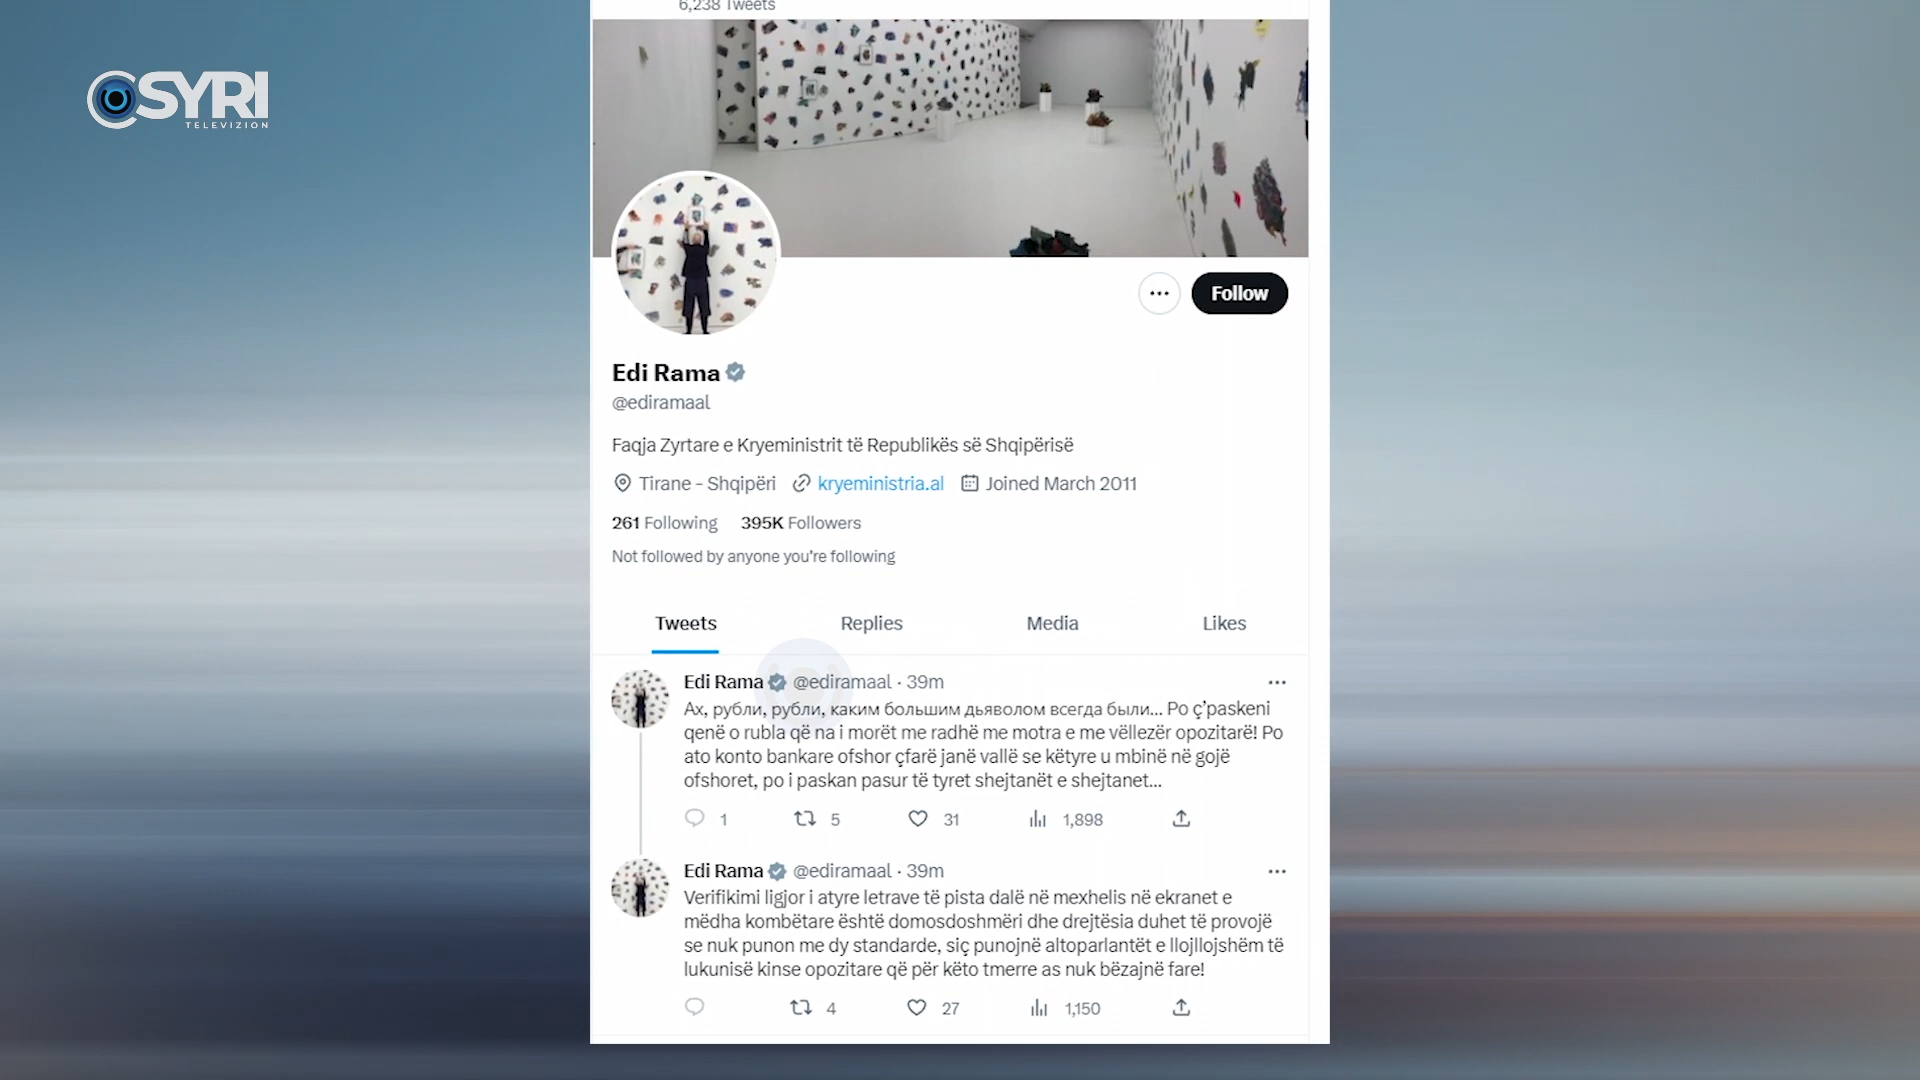 6,238 Tweets
SYRI
TELEVIZION
Follow
Edi Rama
@ediramaal
Faqja Zyrtare e Kryeministrit të Republikës së Shqipërisë
Tirane - Shqipëri kryeministria.al Joined March 2011
261 Following 395K Followers
Not followed by anyone you're following
Tweets Replies Media Likes
Edi Rama @ediramaal · 39m
Ах, рубли, рубли, каким большим дьяволом всегда были... Po ç'paskeni
qenë o rubla që na i morët me radhë me motra e me vëllezër opozitarë! Po
ato konto bankare ofshor çfarë janë vallë se këtyre u mbinë në gojë
ofshoret, po i paskan pasur të tyret shejtanët e shejtanet...
1 5 31 1,898
Edi Rama @ediramaal · 39m
Verifikimi ligjor i atyre letrave të pista dalë në mexhelis në ekranet e
mëdha kombëtare është domosdoshmëri dhe drejtësia duhet të provojë
se nuk punon me dy standarde, siç punojnë altoparlantët e llojllojshëm të
lukunisë kinse opozitare që për këto tmerre as nuk bëzajnë fare!
4 27 1,150